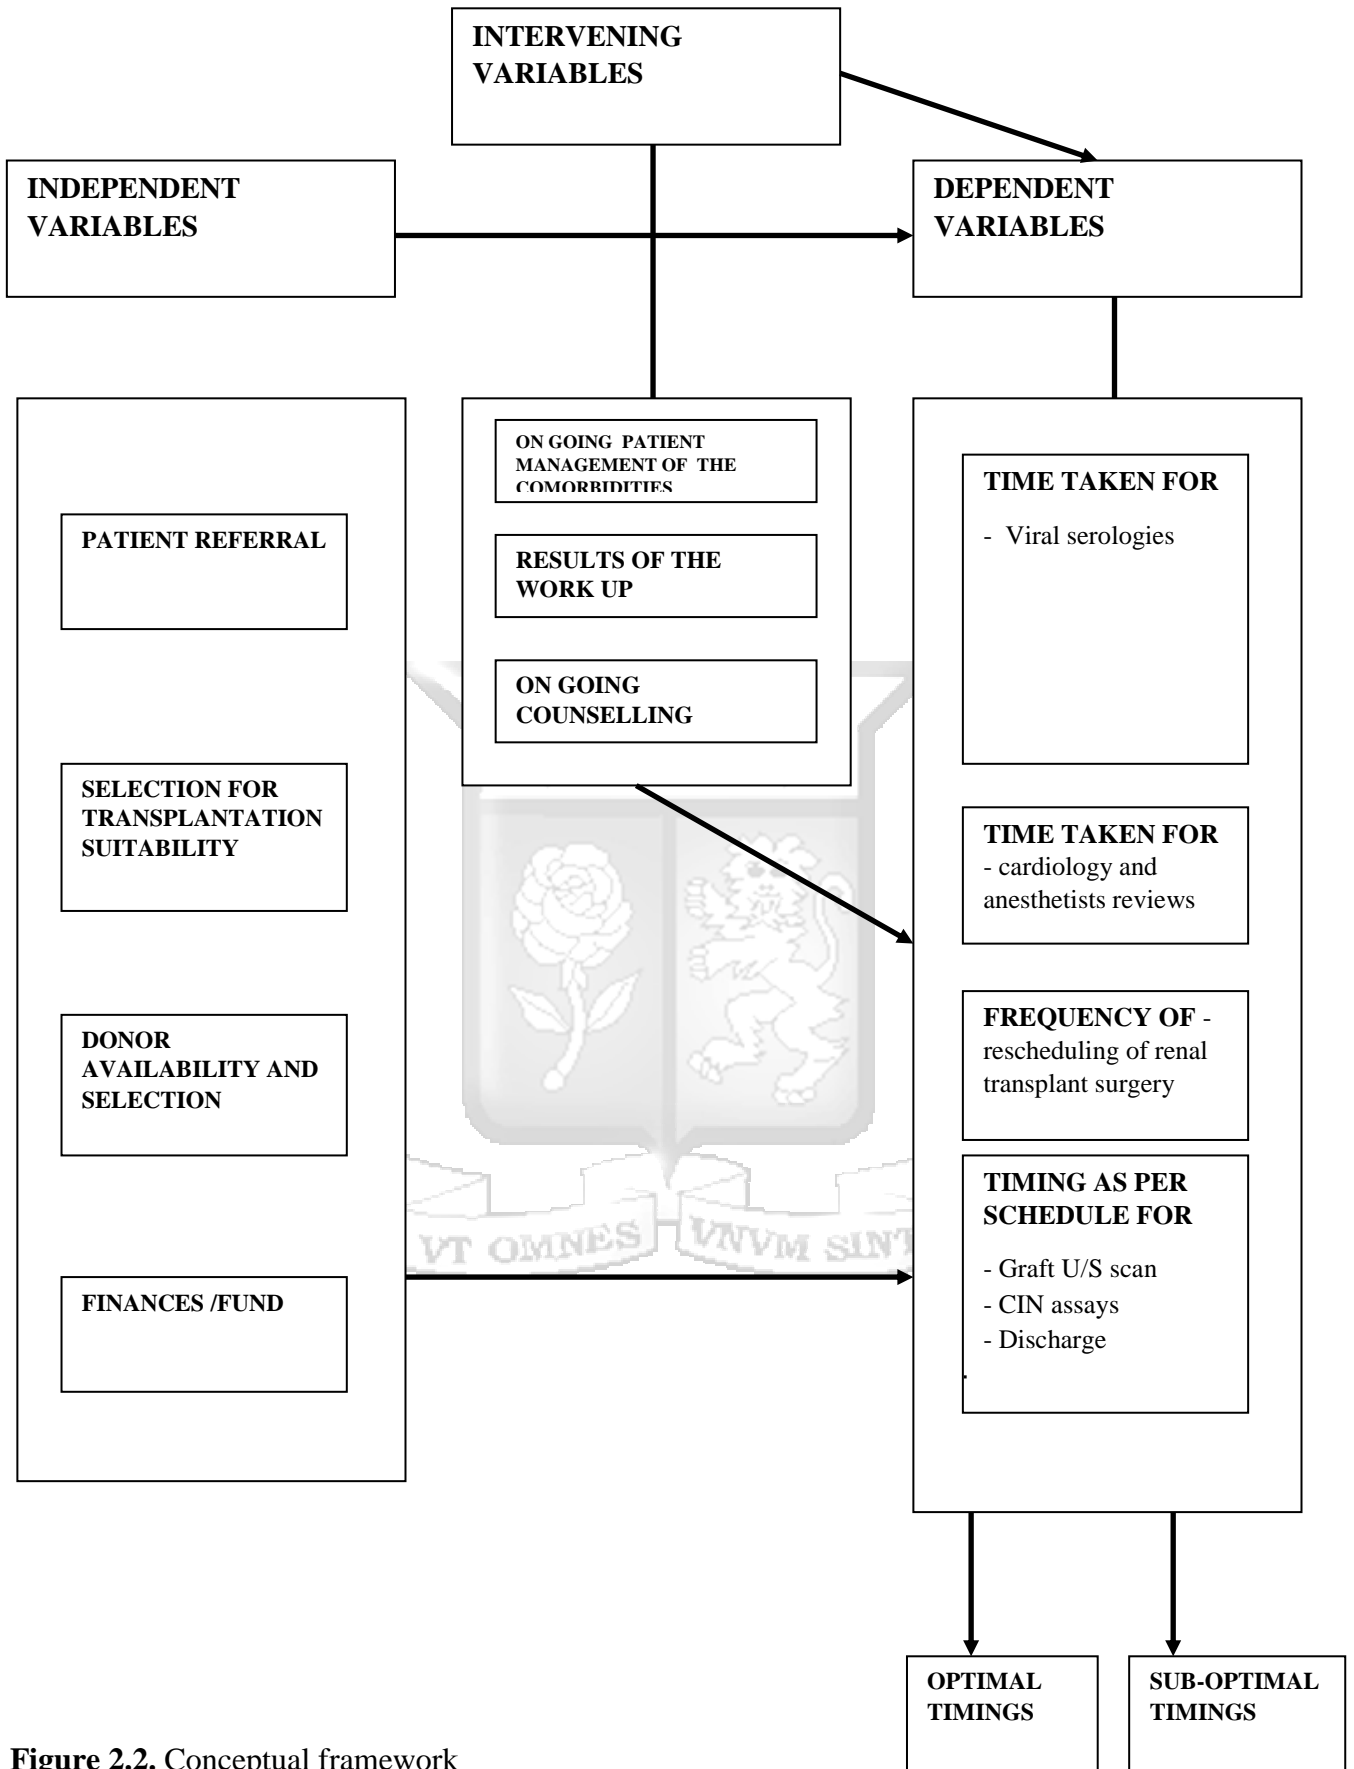 INTERVENING
VARIABLES
INDEPENDENT
VARIABLES
DEPENDENT
VARIABLES
PATIENT REFERRAL
SELECTION FOR
TRANSPLANTATION
SUITABILITY
DONOR
AVAILABILITY AND
SELECTION
FINANCES /FUND
ON GOING PATIENT
MANAGEMENT OF THE
COMORBIDITIES
RESULTS OF THE
WORK UP
ON GOING
COUNSELLING
TIME TAKEN FOR
- Viral serologies
TIME TAKEN FOR
- cardiology and
anesthetists reviews
FREQUENCY OF -
rescheduling of renal
transplant surgery
TIMING AS PER
SCHEDULE FOR
- Graft U/S scan
- CIN assays
- Discharge
.
VT OMNES VNVM SINT
OPTIMAL
TIMINGS
SUB-OPTIMAL
TIMINGS
Figure 2.2. Conceptual framework